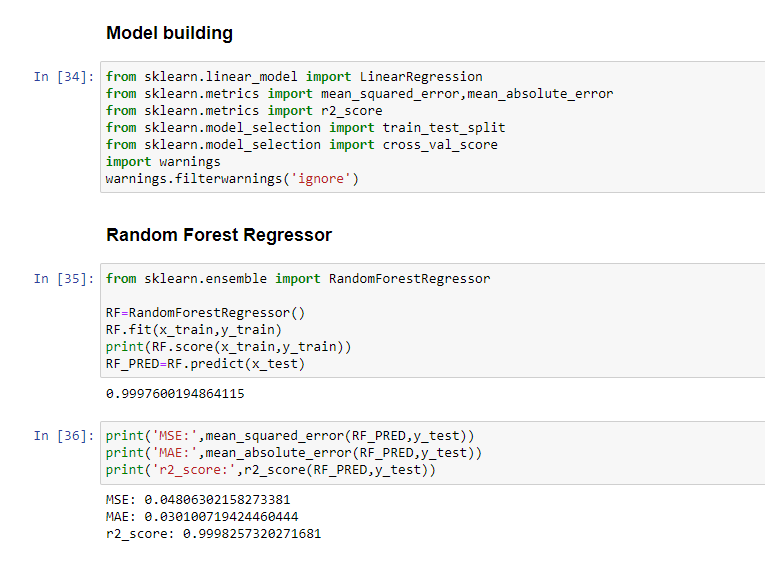 Model building
In [34]: from sklearn.linear_model import LinearRegression
from sklearn.metrics import mean_squared_error,mean_absolute_error
from sklearn.metrics import r2_score
from sklearn.model_selection import train_test_split
from sklearn.model_selection import cross_val_score
import warnings
warnings.filterwarnings('ignore')
Random Forest Regressor
In [35]: from sklearn.ensemble import RandomForestRegressor
RF=RandomForestRegressor()
RF.fit(x_train,y_train)
print(RF.score(x_train,y_train))
RF_PRED=RF.predict(x_test)
0.9997600194864115
In [36]: print('MSE:',mean_squared_error(RF_PRED,y_test))
print('MAE:',mean_absolute_error(RF_PRED,y_test))
print('r2_score:',r2_score(RF_PRED,y_test))
MSE: 0.04806302158273381
MAE: 0.030100719424460444
r2_score: 0.9998257320271681